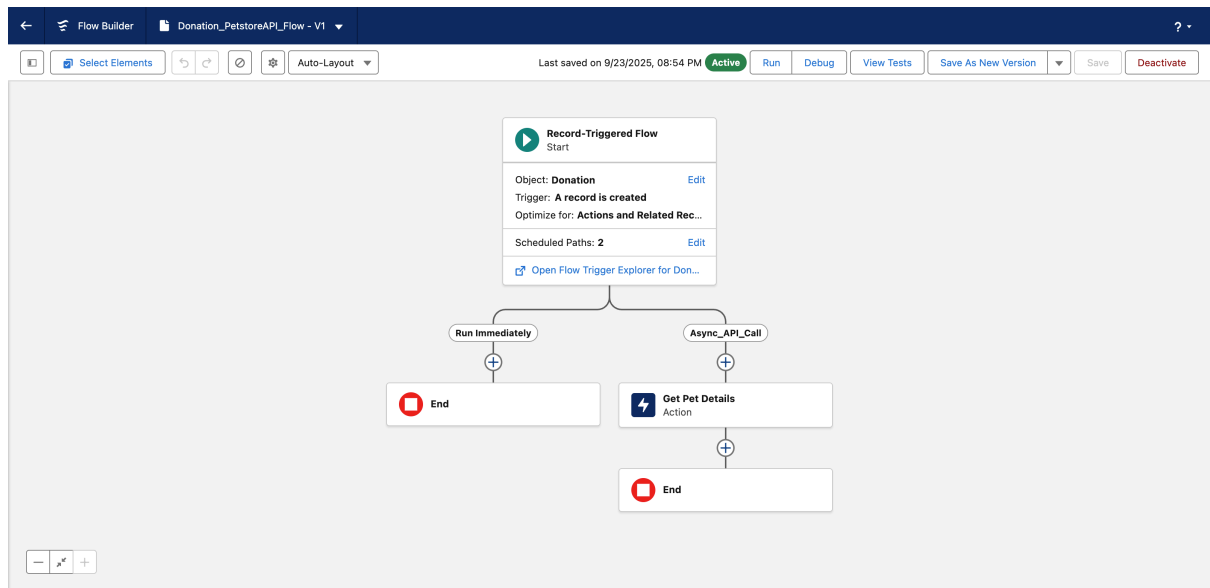 Flow Builder
Donation_PetstoreAPI_Flow - V1
?
Select Elements
Auto-Layout
Last saved on 9/23/2025, 08:54 PM
Active
Run
Debug
View Tests
Save As New Version
Save
Deactivate
Record-Triggered Flow
Start
Object: Donation
Edit
Trigger: A record is created
Optimize for: Actions and Related Rec...
Scheduled Paths: 2
Edit
Open Flow Trigger Explorer for Don...
Run Immediately
Async_API_Call
End
Get Pet Details
Action
End